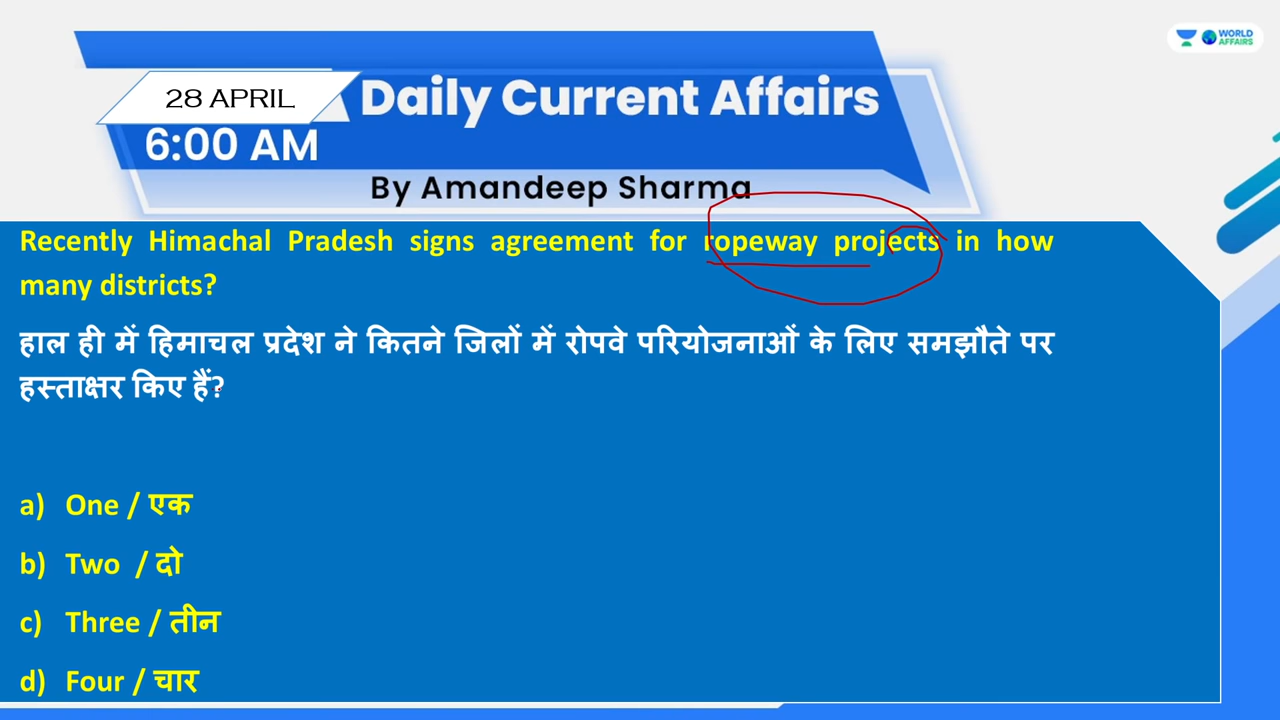 WORLD
AFFAIRS
28 APRIL
Daily Current Affairs
6:00 AM
By Amandeep Sharma
Recently Himachal Pradesh signs agreement for ropeway projects in how
many districts?
हाल ही में हिमाचल प्रदेश ने कितने जिलों में रोपवे परियोजनाओं के लिए समझौते पर
हस्ताक्षर किए हैं?
a) One / एक
b) Two / दो
c) Three / तीन
d) Four / चार